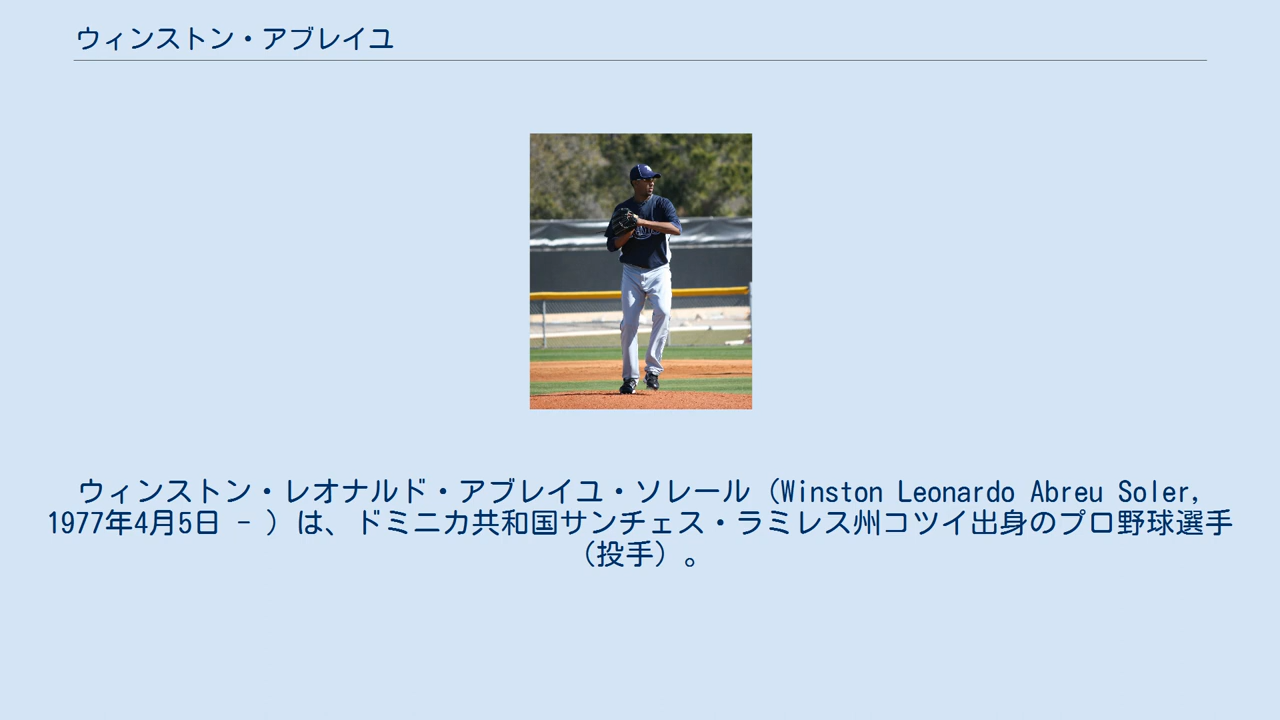 ウィンストン・アブレイユ
ウィンストン・レオナルド・アブレイユ・ソレール（Winston Leonardo Abreu Soler,
1977年4月5日 - ）は、ドミニカ共和国サンチェス・ラミレス州コツイ出身のプロ野球選手
（投手）。